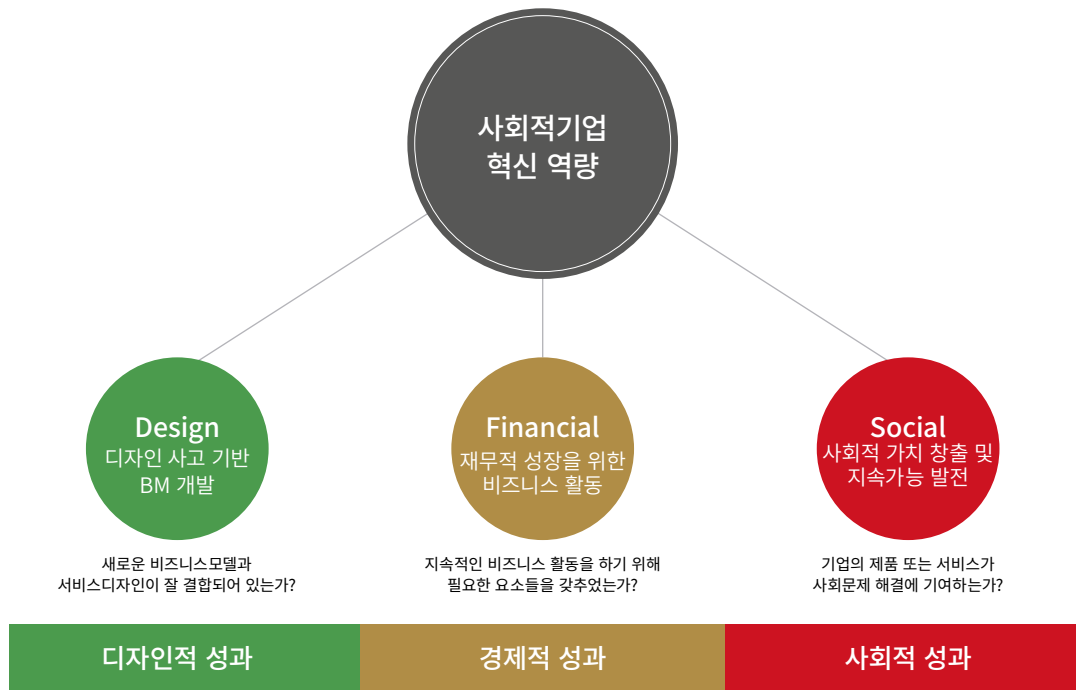 사회적기업
혁신 역량
Design
디자인 사고 기반
BM 개발
Financial
재무적 성장을 위한
비즈니스 활동
Social
사회적 가치 창출 및
지속가능 발전
새로운 비즈니스모델과
서비스디자인이 잘 결합되어 있는가?
지속적인 비즈니스 활동을 하기 위해
필요한 요소들을 갖추었는가?
기업의 제품 또는 서비스가
사회문제 해결에 기여하는가?
디자인적 성과
경제적 성과
사회적 성과